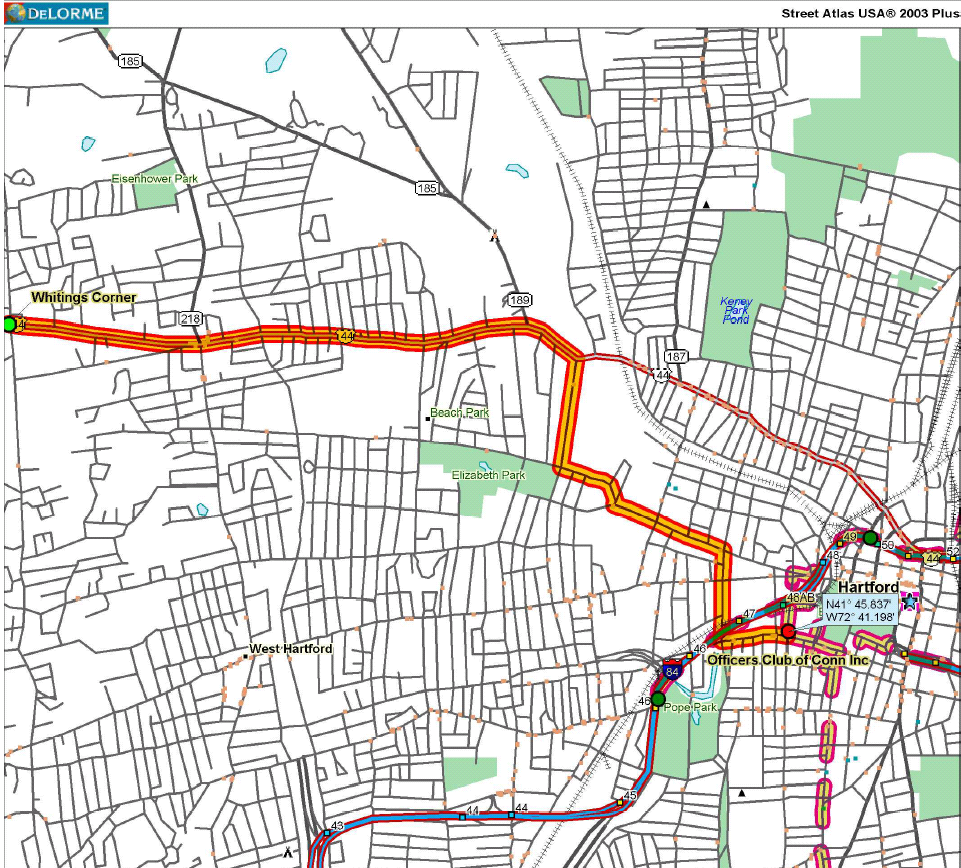 DELORME
Street Atlas USA® 2003 Plus
185
Eisenhower Park
185
Whitings Corner
4
218
44
189
Keney
Park
Pond
187
44
Beach Park
Elizabeth Park
49
50
48
44
52
Hartford
48AB
N41° 45.837'
W72° 41.198'
47
46
West Hartford
Officers Club of Conn Inc
84
46
Pope Park
45
44
44
43